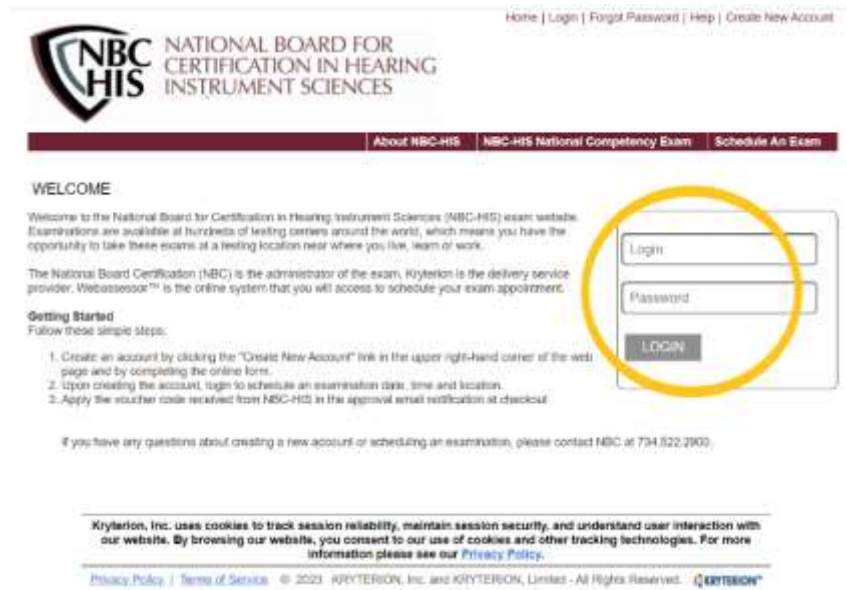 Home | Login | Forgot Password | Help | Create New Account
NBC
HIS
NATIONAL BOARD FOR
CERTIFICATION IN HEARING
INSTRUMENT SCIENCES
About NBC-HIS | NBC-HIS National Competency Exam | Schedule An Exam
WELCOME
Welcome to the National Board for Certification in Hearing Instrument Sciences (NBC-HIS) exam website.
Examinations are available at hundreds of testing centers around the world, which means you have the
opportunity to take these exams at a testing location near where you live, learn or work.
The National Board Certification (NBC) is the administrator of the exam. Kryterion is the delivery service
provider. Webassessor™ is the online system that you will access to schedule your exam appointment.
Getting Started
Follow these simple steps:
1. Create an account by clicking the "Create New Account" link in the upper right-hand corner of the web
page and by completing the online form.
2. Upon creating the account, login to schedule an examination date, time and location.
3. Apply the voucher code received from NBC-HIS in the approval email notification at checkout
Login
Password
LOGIN
If you have any questions about creating a new account or scheduling an examination, please contact NBC at 734.522.2900.
Kryterion, Inc. uses cookies to track session reliability, maintain session security, and understand user interaction with
our website. By browsing our website, you consent to our use of cookies and other tracking technologies. For more
information please see our Privacy Policy.
Privacy Policy | Terms of Service © 2023 KRYTERION, Inc. and KRYTERION, Limited - All Rights Reserved. KRYTERION™